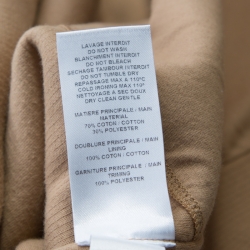 LAVAGE INTERDIT
DO NOT WASH
BLANCHIMENT INTERDIT
DO NOT BLEACH
SECHAGE TAMBOUR INTERDIT
DO NOT TUMBLE DRY
REPASSAGE MAX A 110°C
COLD IRONING MAX 110°
NETTOYAGE A SEC DOUX
DRY CLEAN GENTLE
MATIERE PRINCIPALE - MAIN
MATERIAL
70% COTON - COTTON
30% POLYESTER
DOUBLURE PRINCIPALE - MAIN
LINING
100% COTON - COTTON
GARNITURE PRINCIPALE - MAIN
TRIMING
100% POLYESTER